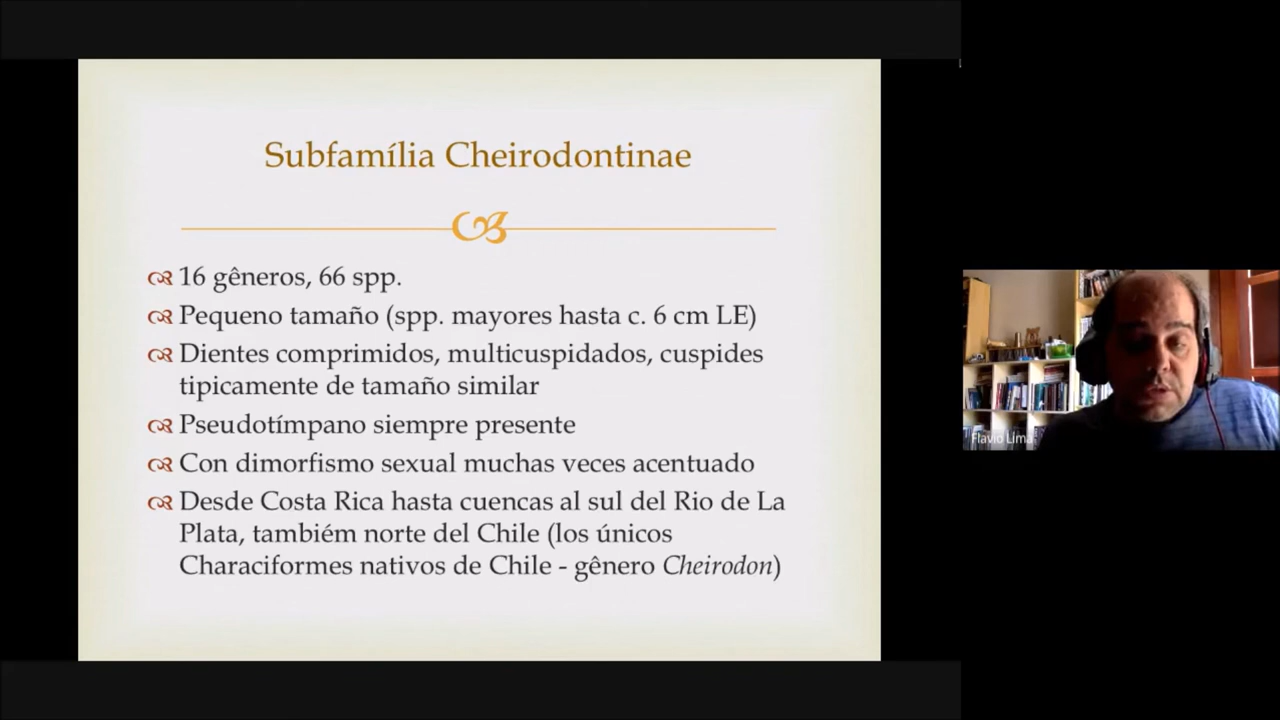 Subfamília Cheirodontinae
16 gêneros, 66 spp.
Pequeno tamaño (spp. mayores hasta c. 6 cm LE)
Dientes comprimidos, multicuspidados, cuspides
tipicamente de tamaño similar
Pseudotímpano siempre presente
Con dimorfismo sexual muchas veces acentuado
Desde Costa Rica hasta cuencas al sul del Rio de La
Plata, tambiém norte del Chile (los únicos
Characiformes nativos de Chile - gênero Cheirodon)
Flavio Lima